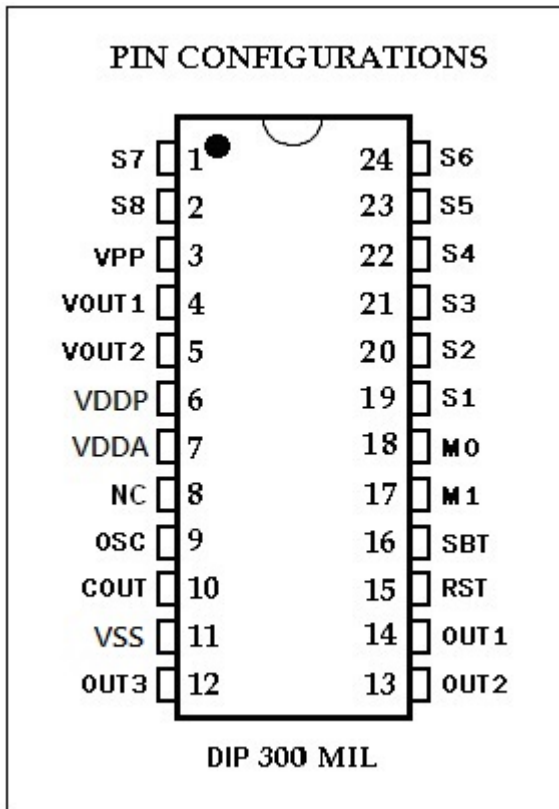 PIN CONFIGURATIONS
S7 1 24 S6
S8 2 23 S5
VPP 3 22 S4
VOUT1 4 21 S3
VOUT2 5 20 S2
VDDP 6 19 S1
VDDA 7 18 M0
NC 8 17 M1
OSC 9 16 SBT
COUT 10 15 RST
VSS 11 14 OUT1
OUT3 12 13 OUT2
DIP 300 MIL